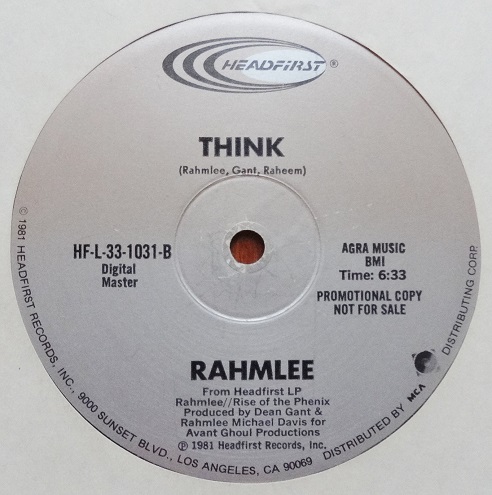 HEADFIRST®
THINK
(Rahmlee, Gant, Raheem)
HF-L-33-1031-B
Digital
Master
AGRA MUSIC
BMI
Time: 6:33
PROMOTIONAL COPY
NOT FOR SALE
RAHMLEE
From Headfirst LP
Rahmlee//Rise of the Phenix
Produced by Dean Gant &
Rahmlee Michael Davis for
Avant Ghoul Productions
℗ 1981 Headfirst Records, Inc.
© 1981 HEADFIRST RECORDS, INC., 9000 SUNSET BLVD., LOS ANGELES, CA 90069
DISTRIBUTED BY MCA DISTRIBUTING CORP.